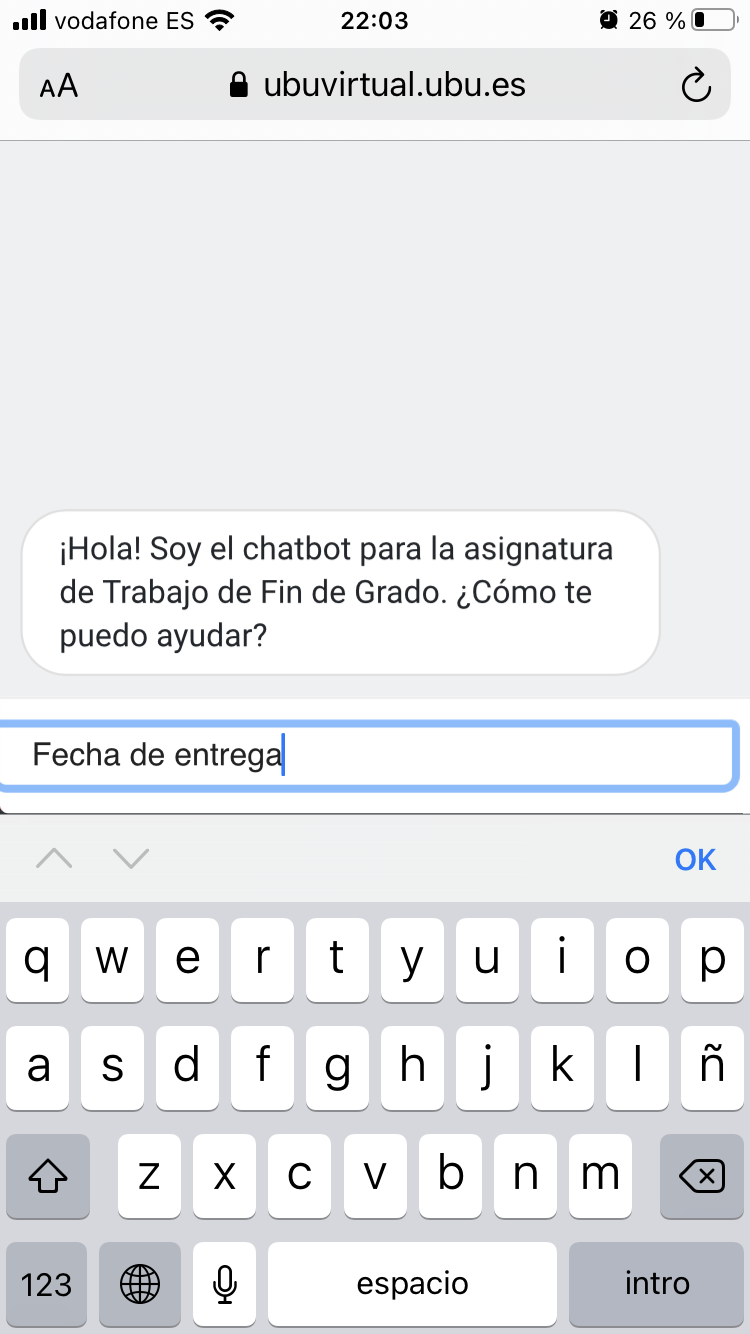 vodafone ES 22:03 26 %
AA ubuvirtual.ubu.es
¡Hola! Soy el chatbot para la asignatura
de Trabajo de Fin de Grado. ¿Cómo te
puedo ayudar?
Fecha de entrega
OK
q w e r t y u i o p
a s d f g h j k l ñ
z x c v b n m
123 espacio intro